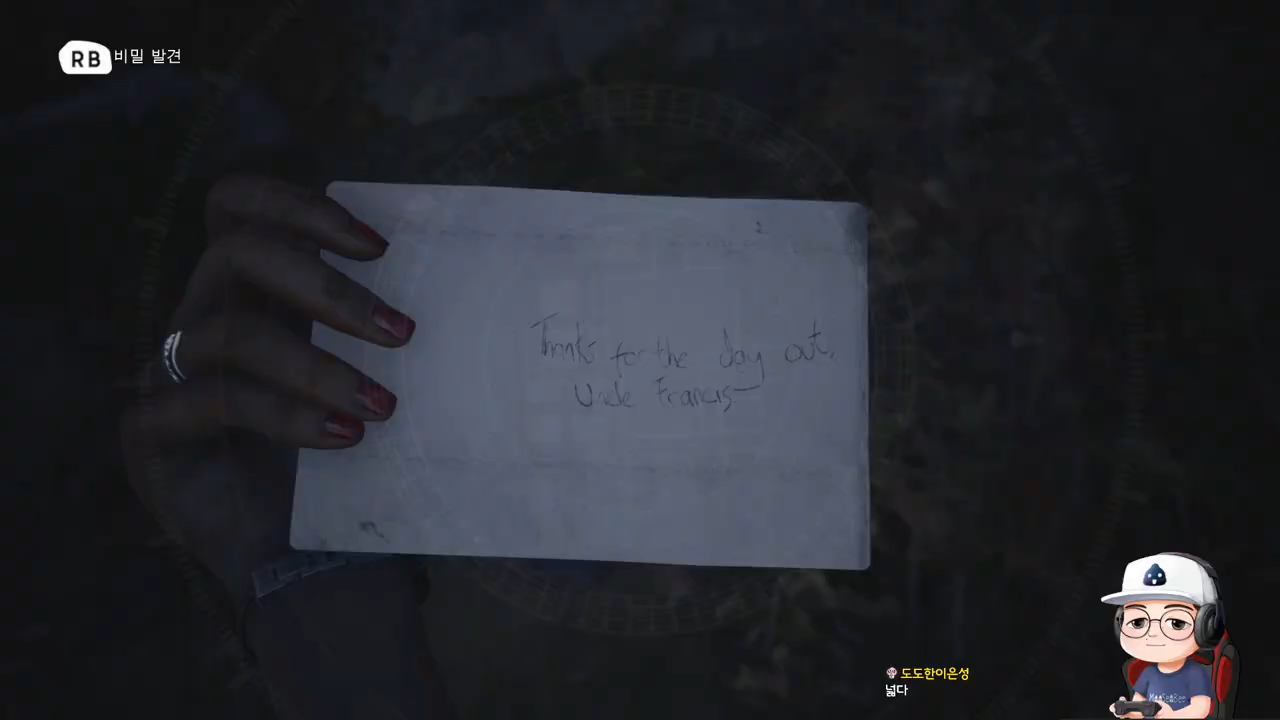 RB 비밀 발견
Thanks for the day out,
Uncle Francis
도도한이은성
넓다